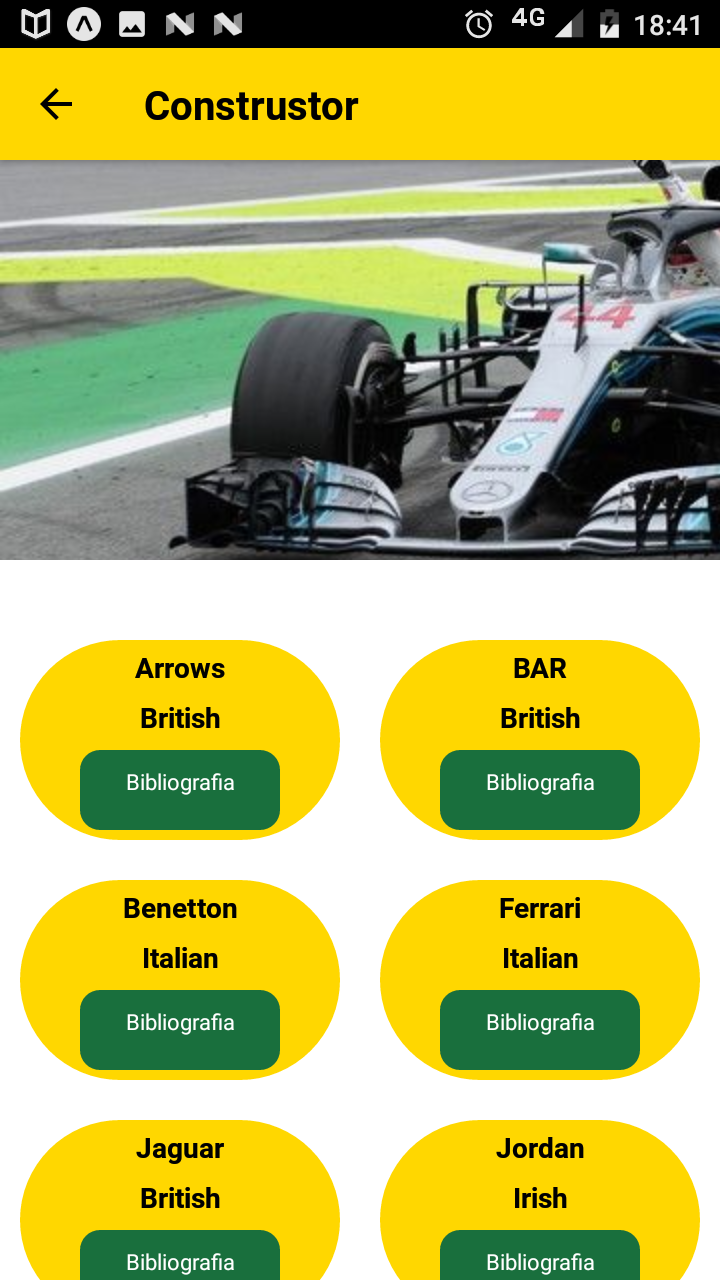 4G 18:41
Construstor
44
Arrows
British
Bibliografia
BAR
British
Bibliografia
Benetton
Italian
Bibliografia
Ferrari
Italian
Bibliografia
Jaguar
British
Bibliografia
Jordan
Irish
Bibliografia